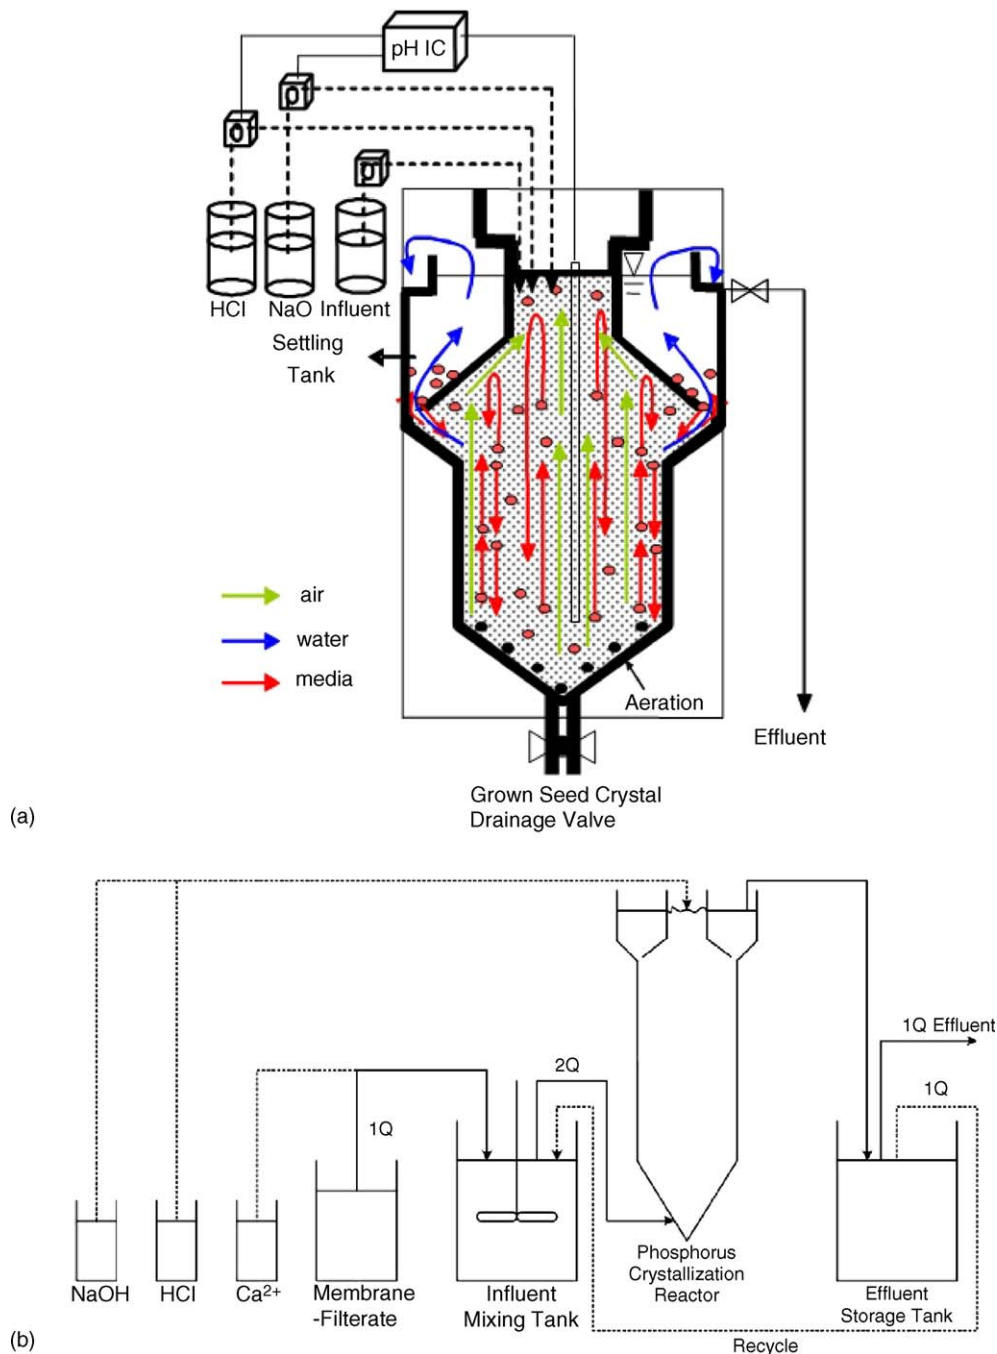 pH IC
HCl NaO Influent
Settling
Tank
air
water
media
Aeration
Effluent
Grown Seed Crystal
Drainage Valve
(a)
1Q Effluent
2Q
1Q
1Q
NaOH HCl Ca²⁺ Membrane
-Filterate
Influent
Mixing Tank
Phosphorus
Crystallization
Reactor
Effluent
Storage Tank
Recycle
(b)